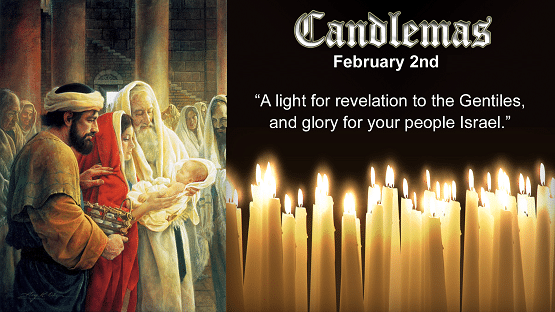 Candlemas
February 2nd
“A light for revelation to the Gentiles,
and glory for your people Israel.”